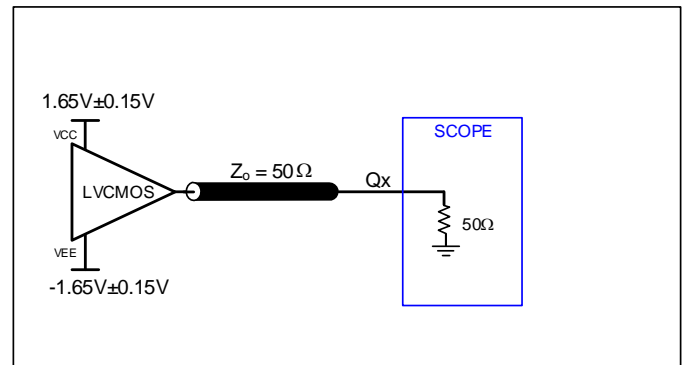 1.65V±0.15V
VCC
SCOPE
LVCMOS
Zo = 50Ω
Qx
50Ω
VEE
-1.65V±0.15V